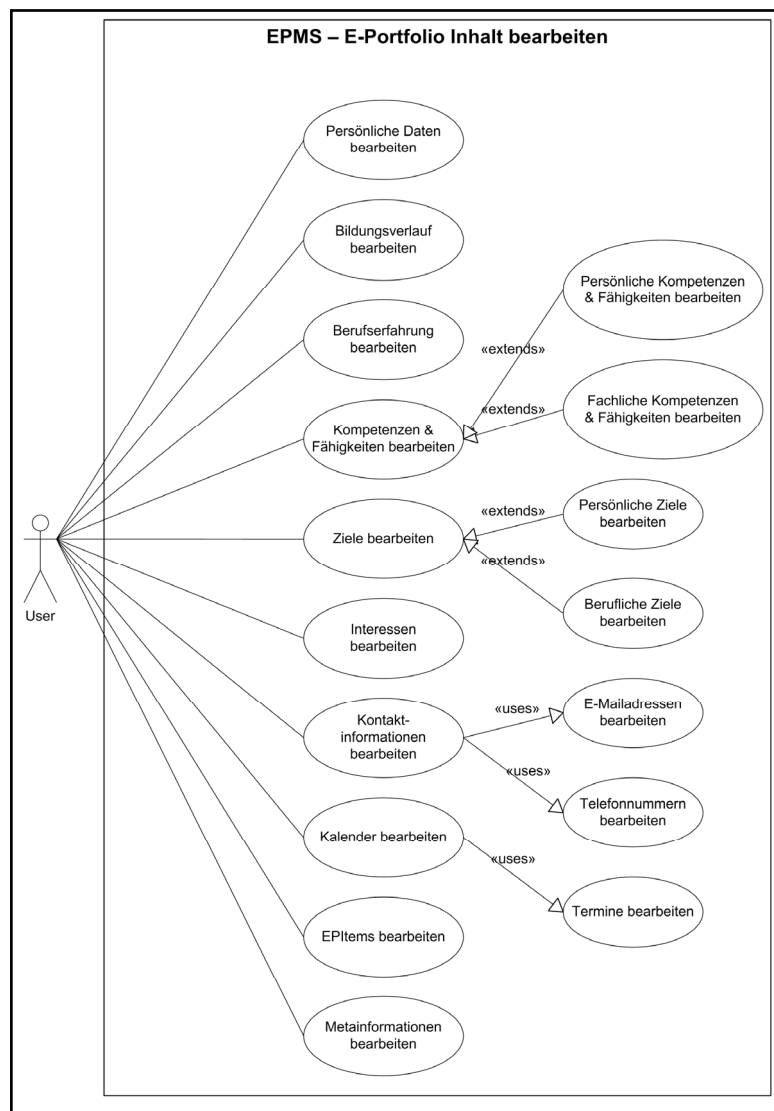 EPMS – E-Portfolio Inhalt bearbeiten
Persönliche Daten
bearbeiten
Bildungsverlauf
bearbeiten
Persönliche Kompetenzen
& Fähigkeiten bearbeiten
Berufserfahrung
bearbeiten
«extends»
Fachliche Kompetenzen
& Fähigkeiten bearbeiten
«extends»
Kompetenzen &
Fähigkeiten bearbeiten
Persönliche Ziele
bearbeiten
«extends»
Ziele bearbeiten
«extends»
Berufliche Ziele
bearbeiten
User
Interessen
bearbeiten
E-Mailadressen
bearbeiten
«uses»
Kontakt-
informationen
bearbeiten
«uses»
Telefonnummern
bearbeiten
Kalender bearbeiten
«uses»
Termine bearbeiten
EPItems bearbeiten
Metainformationen
bearbeiten